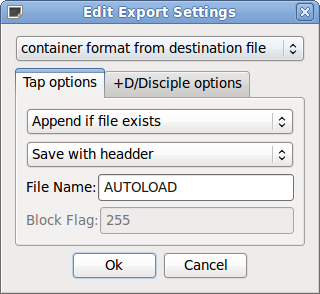 Edit Export Settings
container format from destination file
Tap options
+D/Disciple options
Append if file exists
Save with headder
File Name: AUTOLOAD
Block Flag: 255
Ok
Cancel